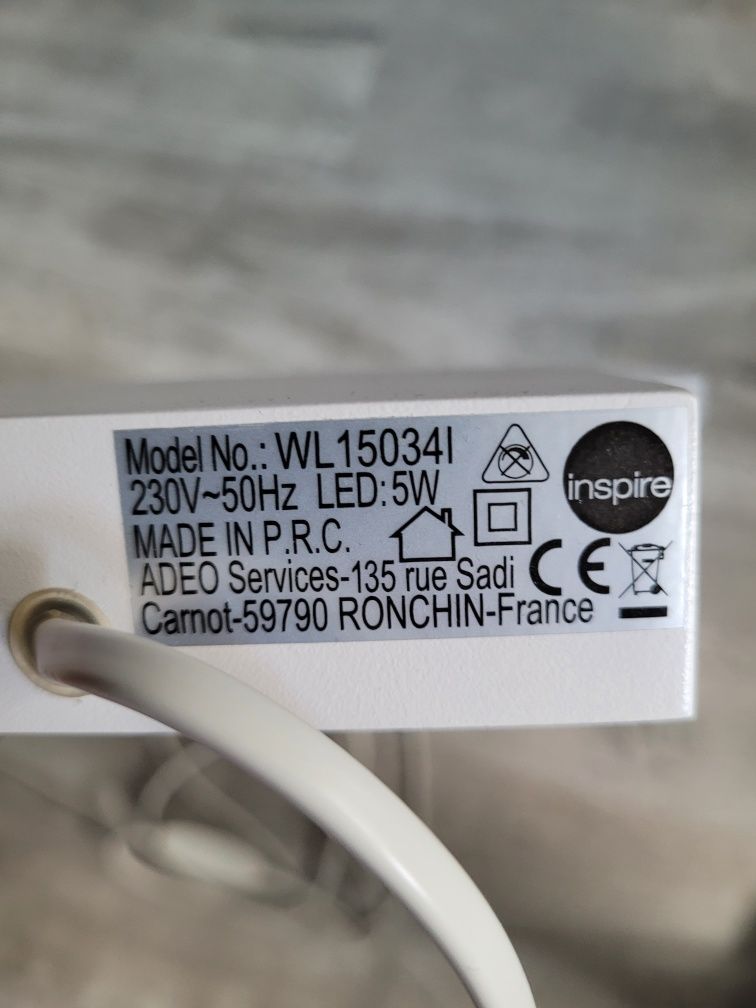 Model No.: WL15034I
230V~50Hz LED: 5W
MADE IN P.R.C.
ADEO Services-135 rue Sadi
Carnot-59790 RONCHIN-France
inspire
CE